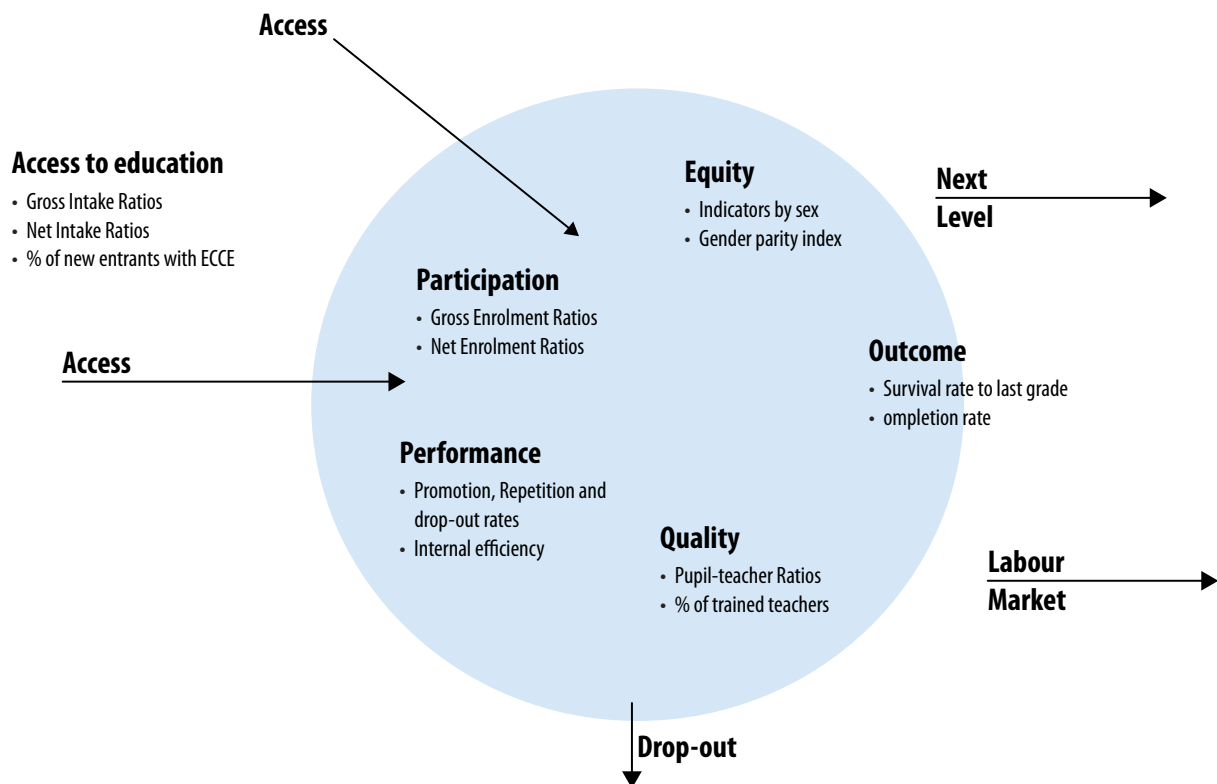 Access
Access to education
• Gross Intake Ratios
• Net Intake Ratios
• % of new entrants with ECCE
Equity
• Indicators by sex
• Gender parity index
Next
Level
Participation
• Gross Enrolment Ratios
• Net Enrolment Ratios
Access
Outcome
• Survival rate to last grade
• ompletion rate
Performance
• Promotion, Repetition and
drop-out rates
• Internal efficiency
Quality
• Pupil-teacher Ratios
• % of trained teachers
Labour
Market
Drop-out